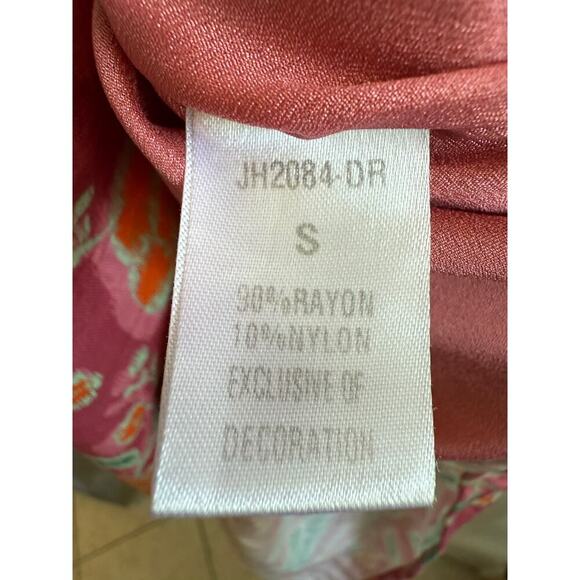 JH2084-DR
S
90%RAYON
10%NYLON
EXCLUSIVE OF
DECORATION